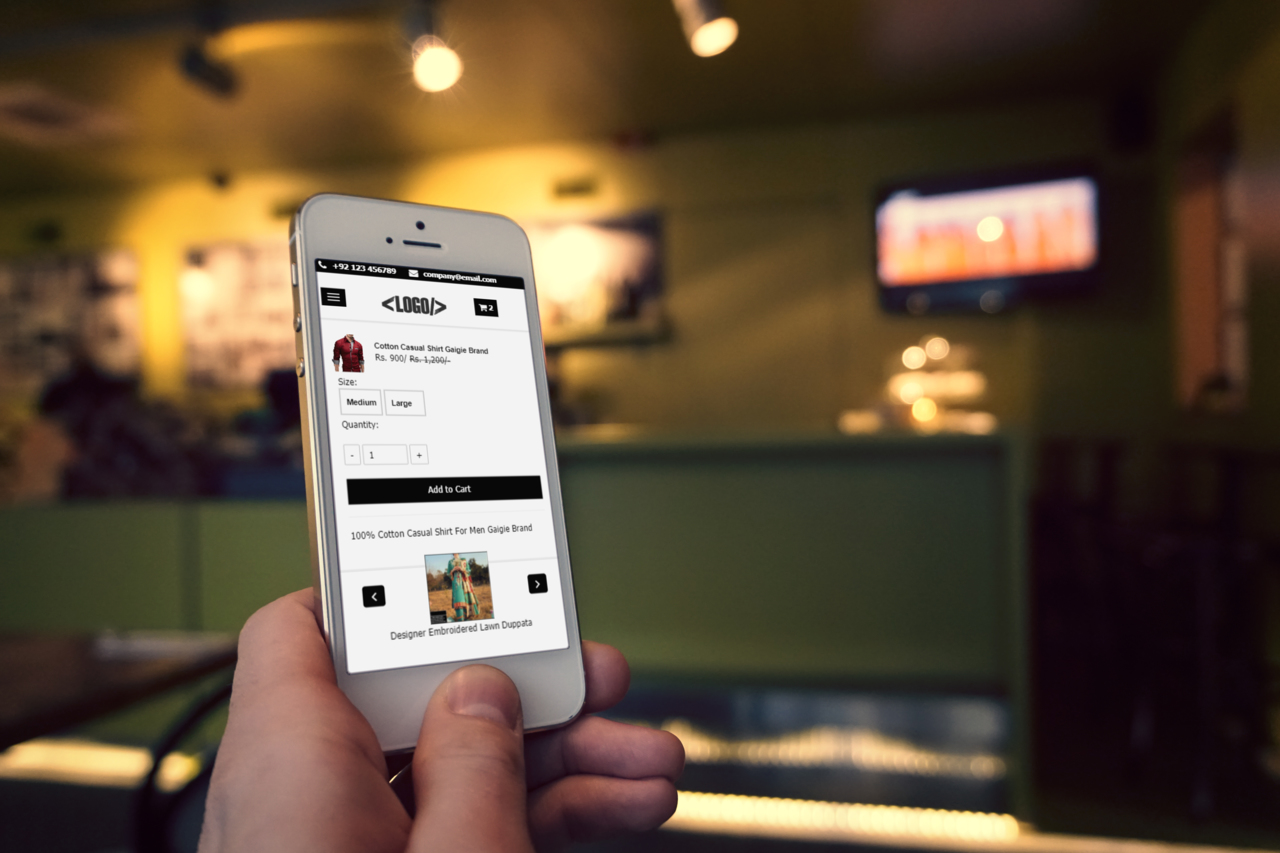 +92 123 456789 company@email.com
<LOGO/>
2
Cotton Casual Shirt Gaigie Brand
Rs. 900/ Rs. 1,200/-
Size:
Medium Large
Quantity:
- 1 +
Add to Cart
100% Cotton Casual Shirt For Men Gaigie Brand
Designer Embroidered Lawn Duppata